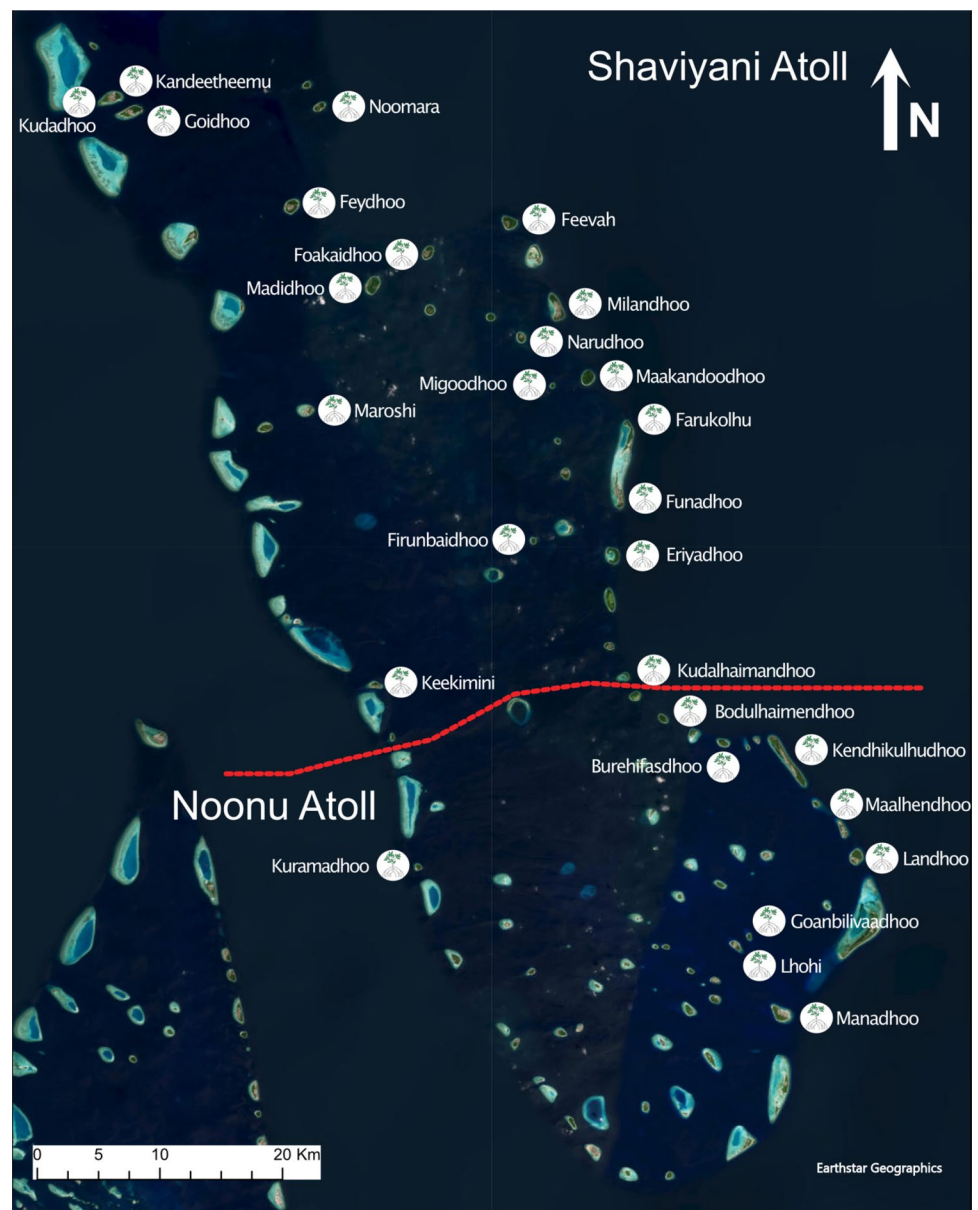 Shaviyani Atoll
N
Kandeetheemu
Kudadhoo
Goidhoo
Noomara
Feydhoo
Feevah
Foakaidhoo
Madidhoo
Milandhoo
Narudhoo
Migoodhoo
Maakandoodhoo
Maroshi
Farukolhu
Funadhoo
Firunbaidhoo
Eriyadhoo
Keekimini
Kudalhaimandhoo
Bodulhaimendhoo
Kendhikulhudhoo
Burehifasdhoo
Noonu Atoll
Maalhendhoo
Kuramadhoo
Landhoo
Goanbilivaadhoo
Lhohi
Manadhoo
0 5 10 20 Km
Earthstar Geographics